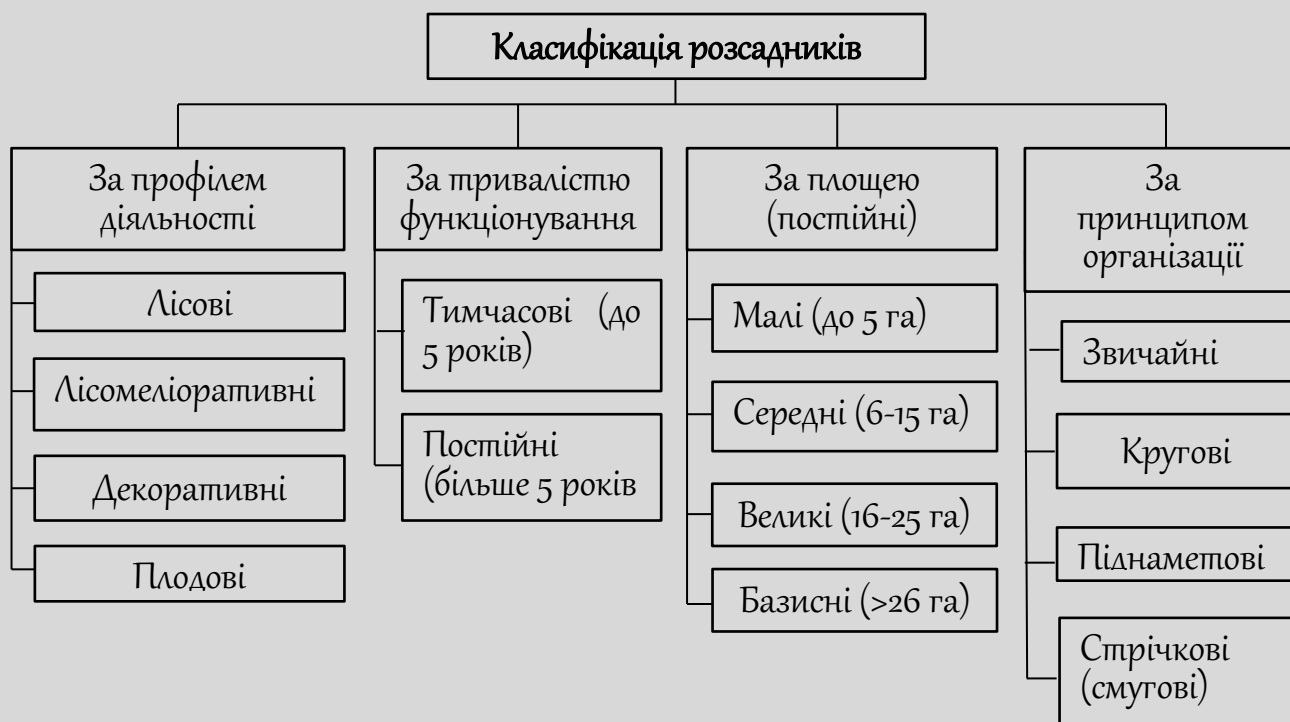 Класифікація розсадників
За профілем
діяльності
Лісові
Лісомеліоративні
Декоративні
Плодові
За тривалістю
функціонування
Тимчасові (до
5 років)
Постійні
(більше 5 років
За площею
(постійні)
Малі (до 5 га)
Середні (6-15 га)
Великі (16-25 га)
Базисні (>26 га)
За
принципом
організації
Звичайні
Кругові
Піднаметові
Стрічкові
(смугові)